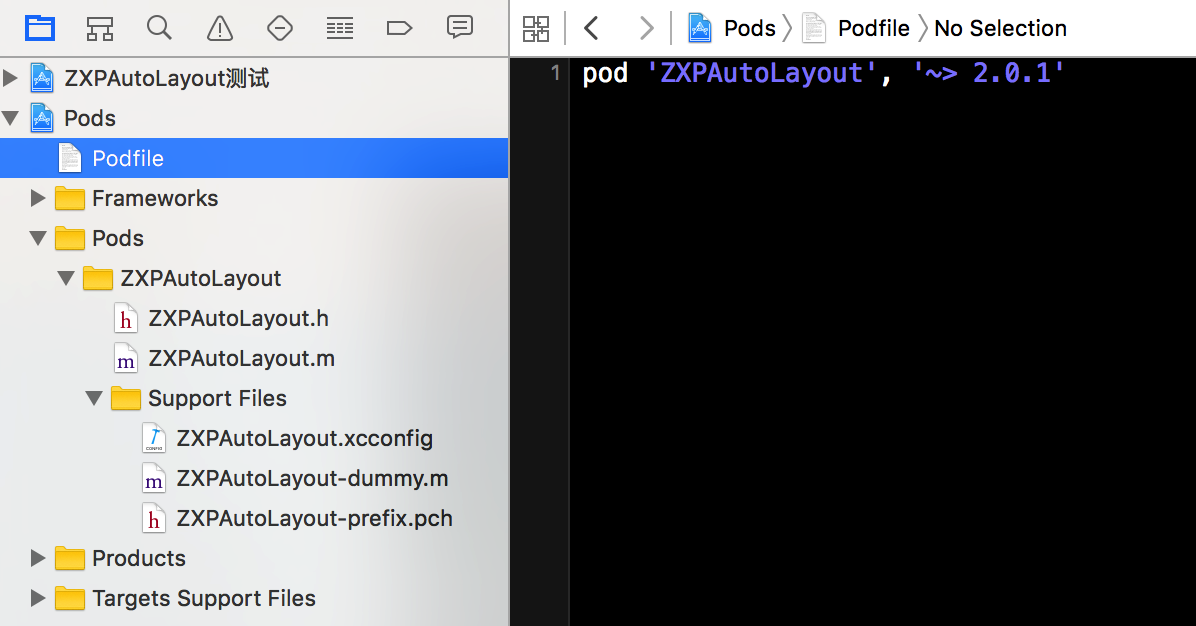 Pods
Podfile
No Selection
ZXPAutoLayout测试
Pods
Podfile
Frameworks
Pods
ZXPAutoLayout
h ZXPAutoLayout.h
m ZXPAutoLayout.m
Support Files
CONFIG ZXPAutoLayout.xcconfig
m ZXPAutoLayout-dummy.m
h ZXPAutoLayout-prefix.pch
Products
Targets Support Files
1 pod 'ZXPAutoLayout', '~> 2.0.1'